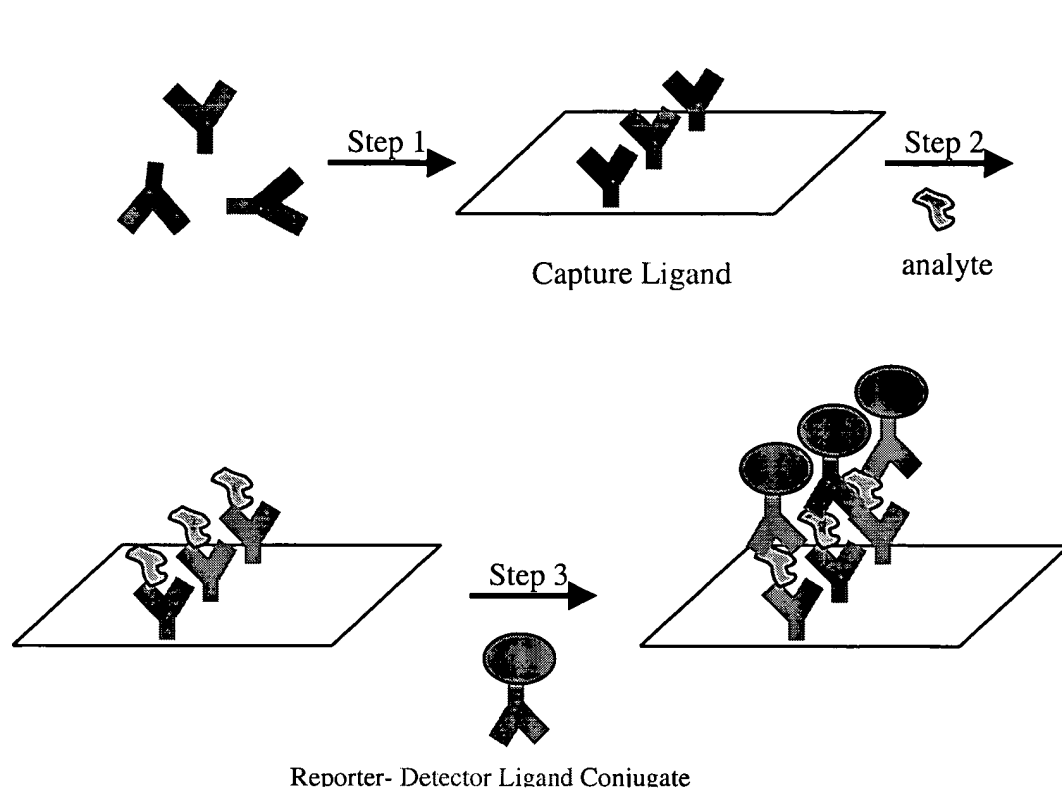 Step 1
Step 2
Capture Ligand
analyte
Step 3
Reporter- Detector Ligand Conjugate